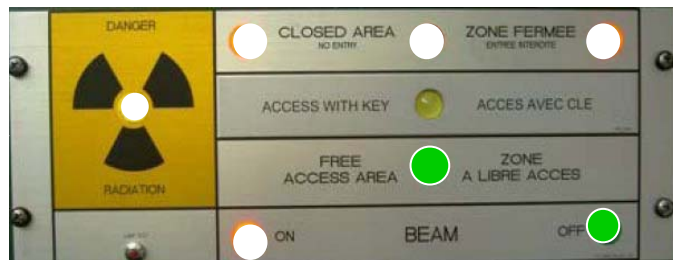 DANGER
RADIATION
CLOSED AREA
NO ENTRY
ZONE FERMEE
ENTREE INTERDITE
ACCESS WITH KEY
ACCES AVEC CLE
FREE
ACCESS AREA
ZONE
A LIBRE ACCES
ON
BEAM
OFF